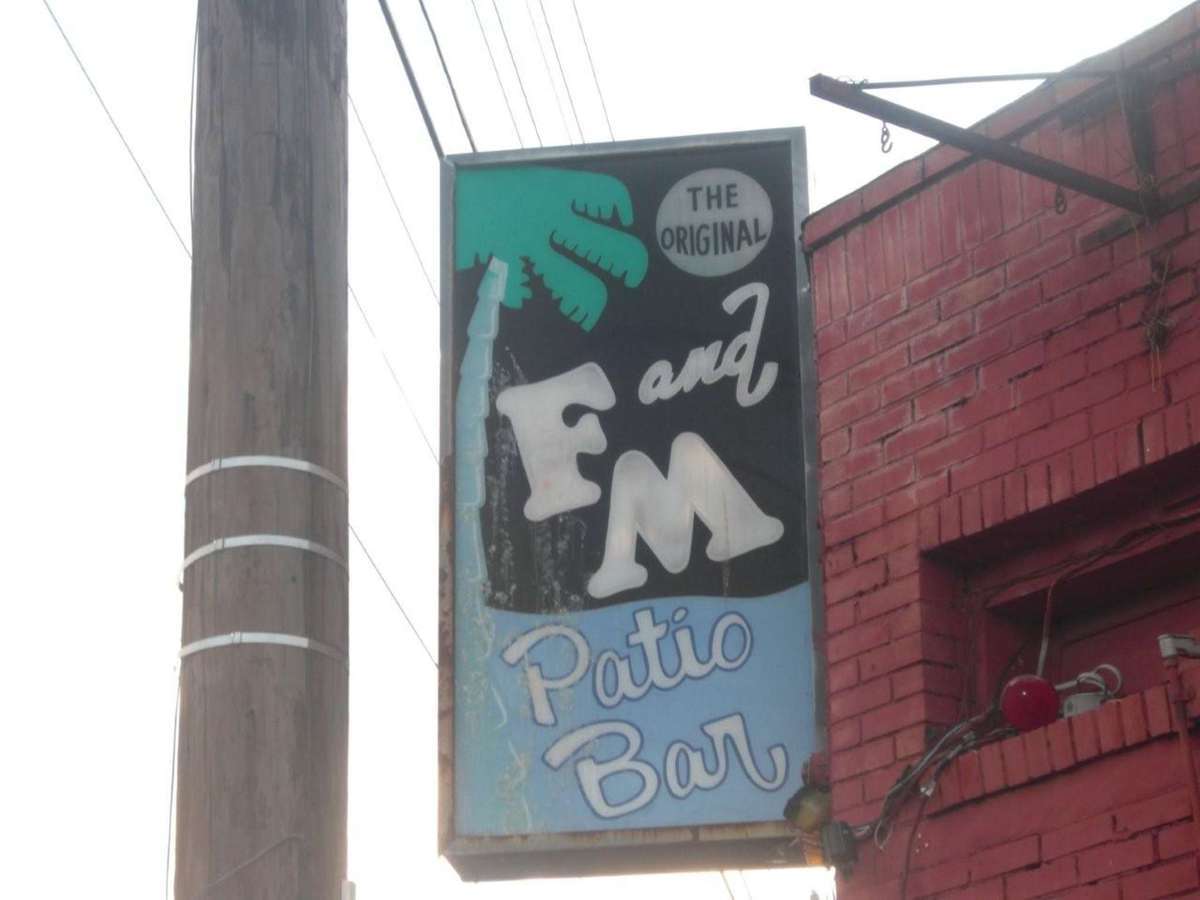 THE
ORIGINAL
F and
M
Patio
Bar